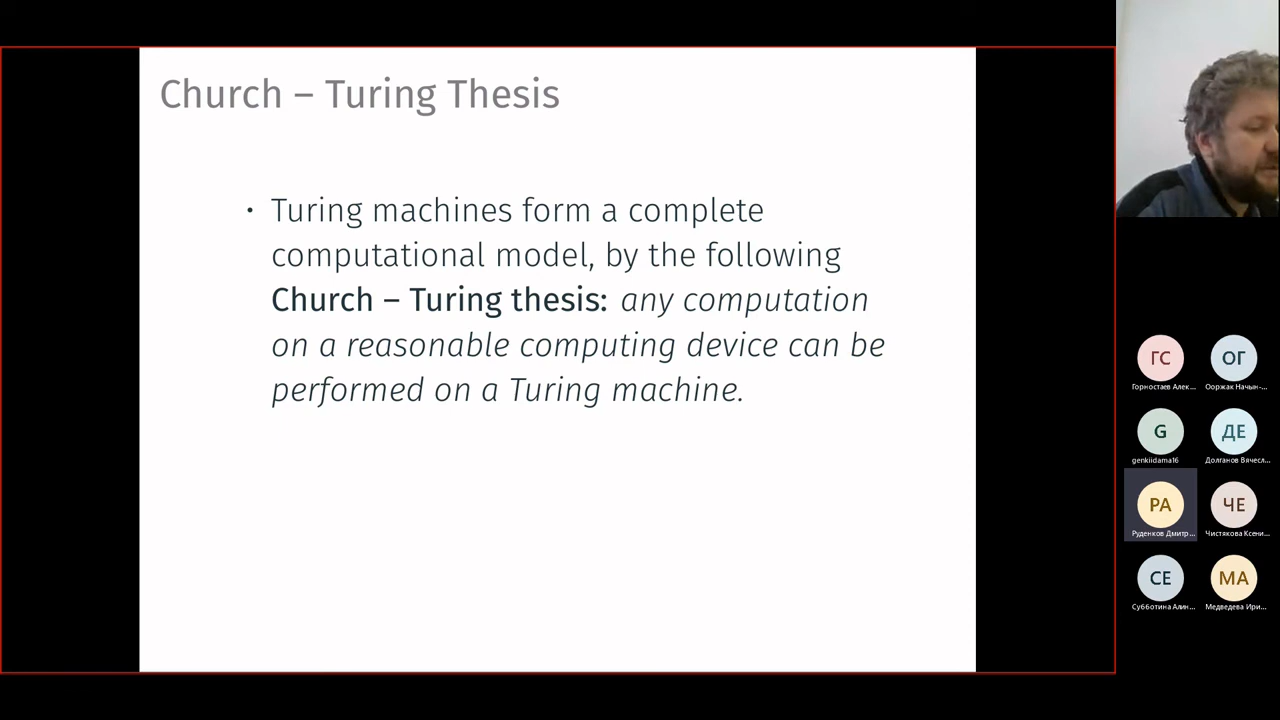 Church – Turing Thesis
• Turing machines form a complete
computational model, by the following
Church – Turing thesis: any computation
on a reasonable computing device can be
performed on a Turing machine.
ГС ОГ
Горностаев Алек... Ооржак Начын-...
G ДЕ
genkiidama16 Долганов Вячесл...
РА ЧЕ
Руденков Дмитр... Чистякова Ксени...
СЕ МА
Субботина Алин... Медведева Ири...